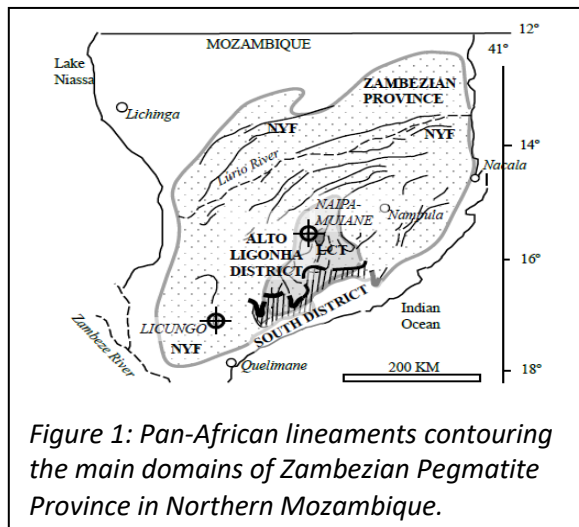 MOZAMBIQUE
12°
41°
Lake
Niassa
ZAMBEZIAN
PROVINCE
Lichinga
NYF
NYF
14°
Lurio River
Nacala
NAIPA-
MUIANE
Nambula
ALTO
LIGONHA
DISTRICT
LCT
16°
SOUTH DISTRICT
Indian
Ocean
LICUNGO
NYF
Zambeze River
Quelimane
200 KM
18°
Figure 1: Pan-African lineaments contouring
the main domains of Zambezian Pegmatite
Province in Northern Mozambique.